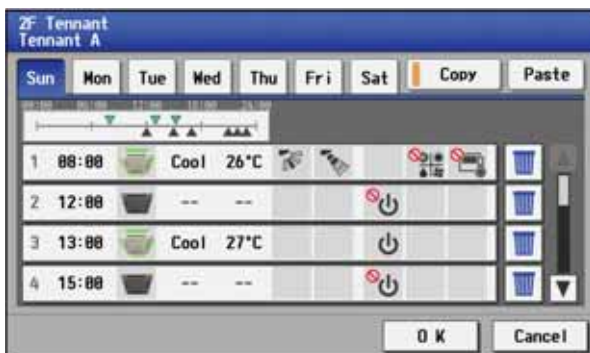 2F Tennant
Tennant A
Sun Mon Tue Wed Thu Fri Sat Copy Paste
1 08:00 Cool 26°C
2 12:00 -- --
3 13:00 Cool 27°C
4 15:00 -- --
OK Cancel